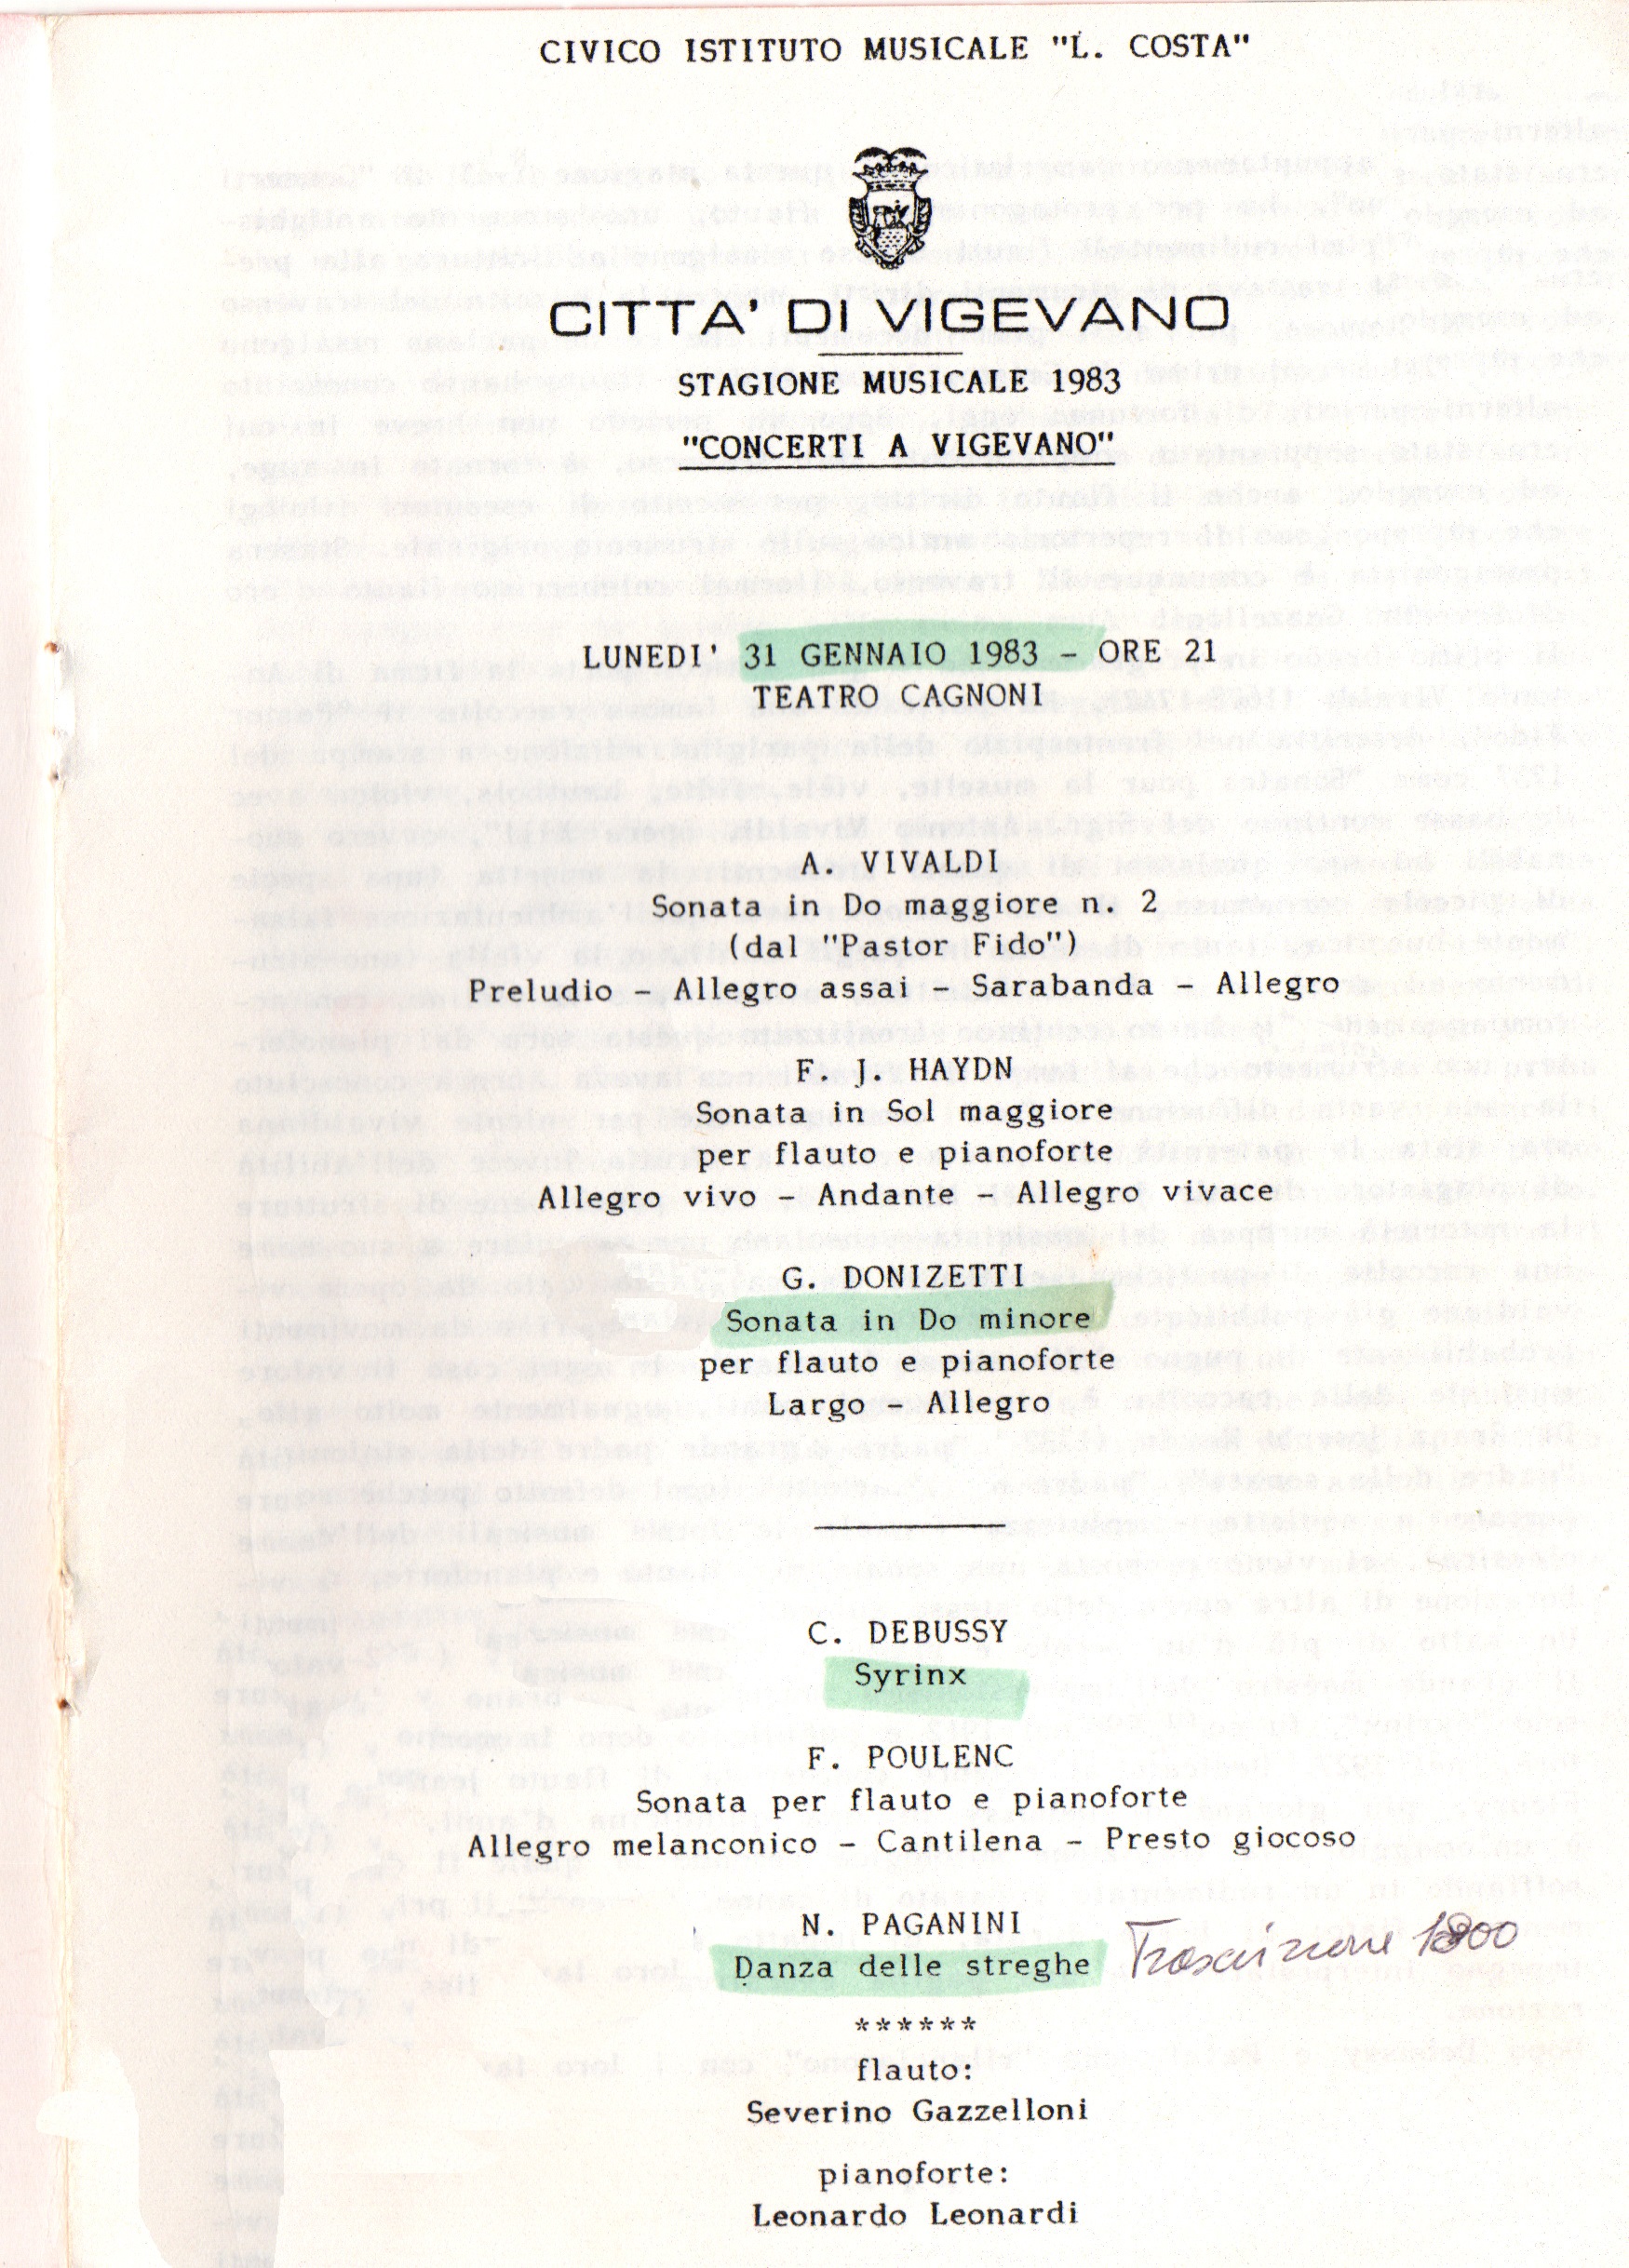 CIVICO ISTITUTO MUSICALE "L. COSTA"
CITTA' DI VIGEVANO
STAGIONE MUSICALE 1983
"CONCERTI A VIGEVANO"
LUNEDI' 31 GENNAIO 1983 - ORE 21
TEATRO CAGNONI
A. VIVALDI
Sonata in Do maggiore n. 2
(dal "Pastor Fido")
Preludio - Allegro assai - Sarabanda - Allegro
F. J. HAYDN
Sonata in Sol maggiore
per flauto e pianoforte
Allegro vivo - Andante - Allegro vivace
G. DONIZETTI
Sonata in Do minore
per flauto e pianoforte
Largo - Allegro
C. DEBUSSY
Syrinx
F. POULENC
Sonata per flauto e pianoforte
Allegro melanconico - Cantilena - Presto giocoso
N. PAGANINI
Danza delle streghe Trascrizione 1800
******
flauto:
Severino Gazzelloni
pianoforte:
Leonardo Leonardi